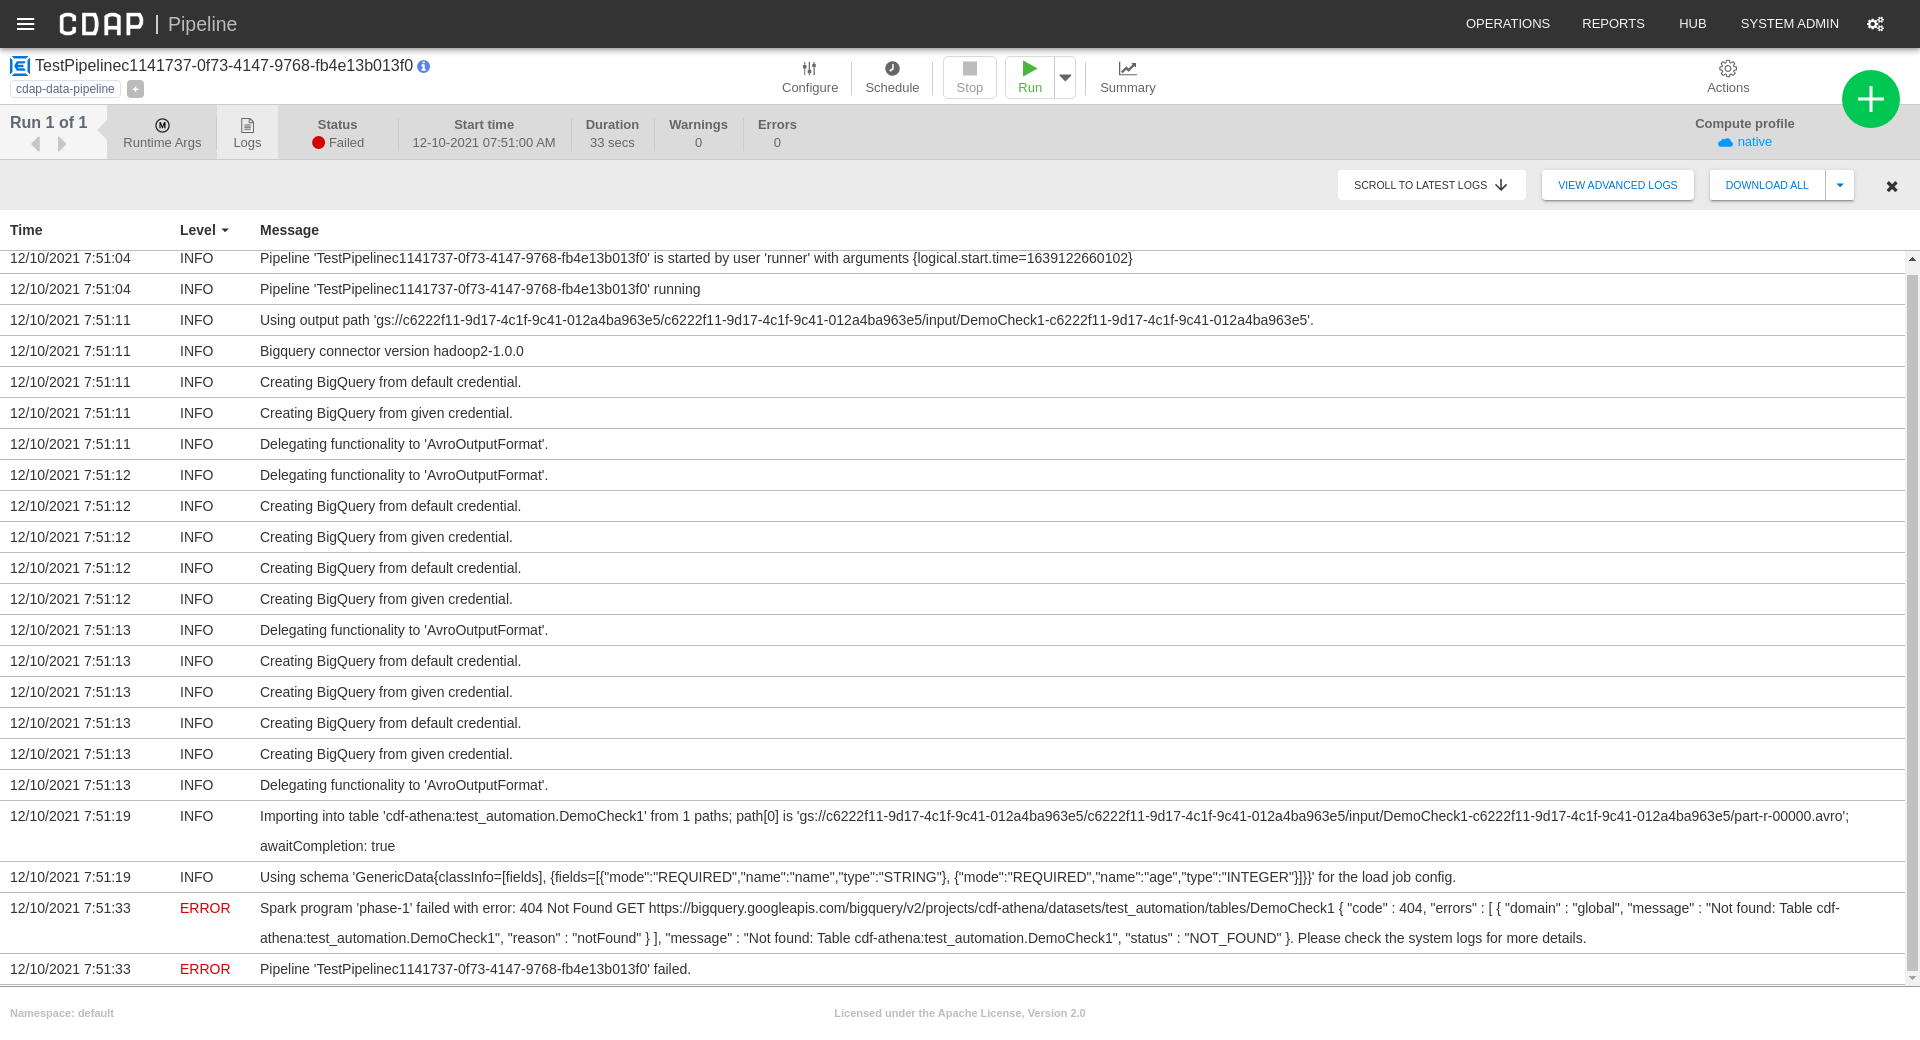 CDAP | Pipeline
OPERATIONS REPORTS HUB SYSTEM ADMIN
TestPipelinec1141737-0f73-4147-9768-fb4e13b013f0
cdap-data-pipeline +
Configure Schedule Stop Run Summary Actions
Run 1 of 1
Runtime Args Logs
Status Start time Duration Warnings Errors Compute profile
Failed 12-10-2021 07:51:00 AM 33 secs 0 0 native
SCROLL TO LATEST LOGS VIEW ADVANCED LOGS DOWNLOAD ALL
Time Level Message
12/10/2021 7:51:04 INFO Pipeline 'TestPipelinec1141737-0f73-4147-9768-fb4e13b013f0' is started by user 'runner' with arguments {logical.start.time=1639122660102}
12/10/2021 7:51:04 INFO Pipeline 'TestPipelinec1141737-0f73-4147-9768-fb4e13b013f0' running
12/10/2021 7:51:11 INFO Using output path 'gs://c6222f11-9d17-4c1f-9c41-012a4ba963e5/c6222f11-9d17-4c1f-9c41-012a4ba963e5/input/DemoCheck1-c6222f11-9d17-4c1f-9c41-012a4ba963e5'.
12/10/2021 7:51:11 INFO Bigquery connector version hadoop2-1.0.0
12/10/2021 7:51:11 INFO Creating BigQuery from default credential.
12/10/2021 7:51:11 INFO Creating BigQuery from given credential.
12/10/2021 7:51:11 INFO Delegating functionality to 'AvroOutputFormat'.
12/10/2021 7:51:12 INFO Delegating functionality to 'AvroOutputFormat'.
12/10/2021 7:51:12 INFO Creating BigQuery from default credential.
12/10/2021 7:51:12 INFO Creating BigQuery from given credential.
12/10/2021 7:51:12 INFO Creating BigQuery from default credential.
12/10/2021 7:51:12 INFO Creating BigQuery from given credential.
12/10/2021 7:51:13 INFO Delegating functionality to 'AvroOutputFormat'.
12/10/2021 7:51:13 INFO Creating BigQuery from default credential.
12/10/2021 7:51:13 INFO Creating BigQuery from given credential.
12/10/2021 7:51:13 INFO Creating BigQuery from default credential.
12/10/2021 7:51:13 INFO Creating BigQuery from given credential.
12/10/2021 7:51:13 INFO Delegating functionality to 'AvroOutputFormat'.
12/10/2021 7:51:19 INFO Importing into table 'cdf-athena:test_automation.DemoCheck1' from 1 paths; path[0] is 'gs://c6222f11-9d17-4c1f-9c41-012a4ba963e5/c6222f11-9d17-4c1f-9c41-012a4ba963e5/input/DemoCheck1-c6222f11-9d17-4c1f-9c41-012a4ba963e5/part-r-00000.avro';
awaitCompletion: true
12/10/2021 7:51:19 INFO Using schema 'GenericData{classInfo=[fields], {fields=[{"mode":"REQUIRED","name":"name","type":"STRING"}, {"mode":"REQUIRED","name":"age","type":"INTEGER"}]}}' for the load job config.
12/10/2021 7:51:33 ERROR Spark program 'phase-1' failed with error: 404 Not Found GET https://bigquery.googleapis.com/bigquery/v2/projects/cdf-athena/datasets/test_automation/tables/DemoCheck1 { "code" : 404, "errors" : [ { "domain" : "global", "message" : "Not found: Table cdf-
athena:test_automation.DemoCheck1", "reason" : "notFound" } ], "message" : "Not found: Table cdf-athena:test_automation.DemoCheck1", "status" : "NOT_FOUND" }. Please check the system logs for more details.
12/10/2021 7:51:33 ERROR Pipeline 'TestPipelinec1141737-0f73-4147-9768-fb4e13b013f0' failed.
Namespace: default Licensed under the Apache License, Version 2.0